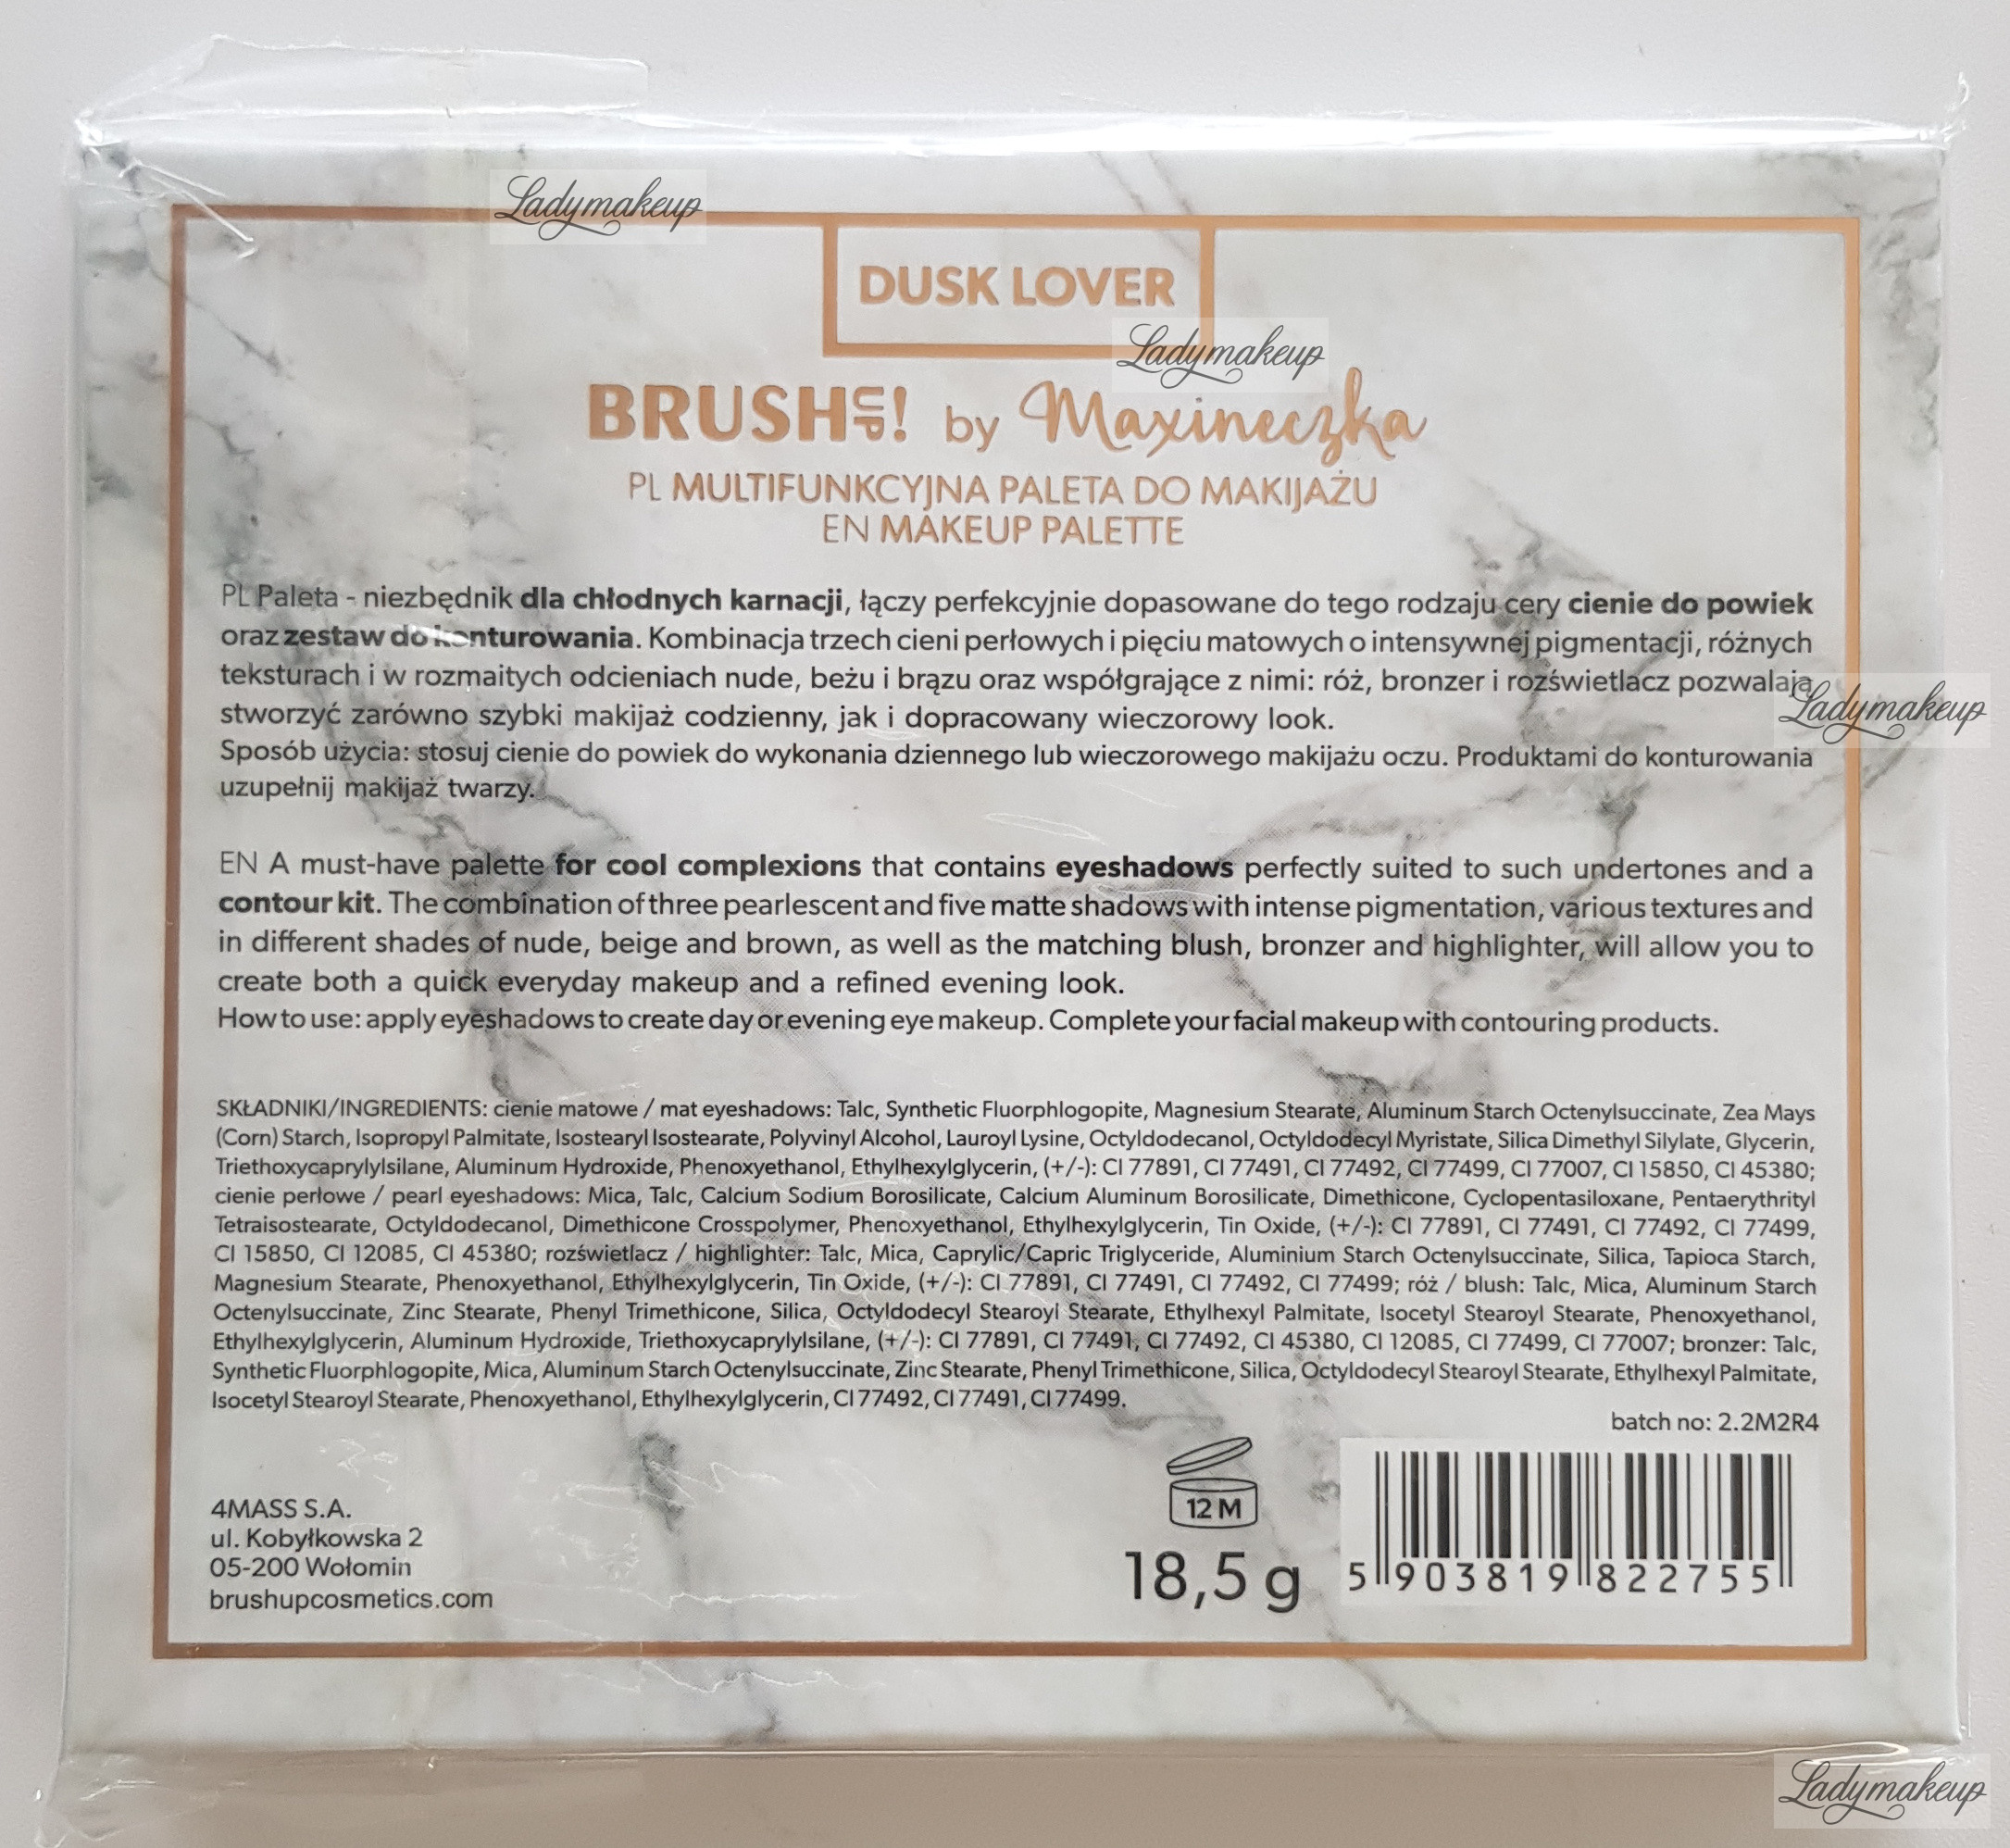 Ladymakeup
DUSK LOVER
Ladymakeup
BRUSH UP! by Maxineczka
PL MULTIFUNKCYJNA PALETA DO MAKIJAŻU
EN MAKEUP PALETTE
PL Paleta - niezbędnik dla chłodnych karnacji, łączy perfekcyjnie dopasowane do tego rodzaju cery cienie do powiek
oraz zestaw do konturowania. Kombinacja trzech cieni perłowych i pięciu matowych o intensywnej pigmentacji, różnych
teksturach i w rozmaitych odcieniach nude, beżu i brązu oraz współgrające z nimi: róż, bronzer i rozświetlacz pozwalają
Ladymakeup
stworzyć zarówno szybki makijaż codzienny, jak i dopracowany wieczorowy look.
Sposób użycia: stosuj cienie do powiek do wykonania dziennego lub wieczorowego makijażu oczu. Produktami do konturowania
uzupełnij makijaż twarzy.
EN A must-have palette for cool complexions that contains eyeshadows perfectly suited to such undertones and a
contour kit. The combination of three pearlescent and five matte shadows with intense pigmentation, various textures and
in different shades of nude, beige and brown, as well as the matching blush, bronzer and highlighter, will allow you to
create both a quick everyday makeup and a refined evening look.
How to use: apply eyeshadows to create day or evening eye makeup. Complete your facial makeup with contouring products.
SKŁADNIKI/INGREDIENTS: cienie matowe / mat eyeshadows: Talc, Synthetic Fluorphlogopite, Magnesium Stearate, Aluminum Starch Octenylsuccinate, Zea Mays
(Corn) Starch, Isopropyl Palmitate, Isostearyl Isostearate, Polyvinyl Alcohol, Lauroyl Lysine, Octyldodecanol, Octyldodecyl Myristate, Silica Dimethyl Silylate, Glycerin,
Triethoxycaprylylsilane, Aluminum Hydroxide, Phenoxyethanol, Ethylhexylglycerin, (+/-): CI 77891, CI 77491, CI 77492, CI 77499, CI 77007, CI 15850, CI 45380;
cienie perłowe / pearl eyeshadows: Mica, Talc, Calcium Sodium Borosilicate, Calcium Aluminum Borosilicate, Dimethicone, Cyclopentasiloxane, Pentaerythrityl
Tetraisostearate, Octyldodecanol, Dimethicone Crosspolymer, Phenoxyethanol, Ethylhexylglycerin, Tin Oxide, (+/-): CI 77891, CI 77491, CI 77492, CI 77499,
CI 15850, CI 12085, CI 45380; rozświetlacz / highlighter: Talc, Mica, Caprylic/Capric Triglyceride, Aluminium Starch Octenylsuccinate, Silica, Tapioca Starch,
Magnesium Stearate, Phenoxyethanol, Ethylhexylglycerin, Tin Oxide, (+/-): CI 77891, CI 77491, CI 77492, CI 77499; róż / blush: Talc, Mica, Aluminum Starch
Octenylsuccinate, Zinc Stearate, Phenyl Trimethicone, Silica, Octyldodecyl Stearoyl Stearate, Ethylhexyl Palmitate, Isocetyl Stearoyl Stearate, Phenoxyethanol,
Ethylhexylglycerin, Aluminum Hydroxide, Triethoxycaprylylsilane, (+/-): CI 77891, CI 77491, CI 77492, CI 45380, CI 12085, CI 77499, CI 77007; bronzer: Talc,
Synthetic Fluorphlogopite, Mica, Aluminum Starch Octenylsuccinate, Zinc Stearate, Phenyl Trimethicone, Silica, Octyldodecyl Stearoyl Stearate, Ethylhexyl Palmitate,
Isocetyl Stearoyl Stearate, Phenoxyethanol, Ethylhexylglycerin, CI 77492, CI 77491, CI 77499.
batch no: 2.2M2R4
4MASS S.A.
ul. Kobyłkowska 2
05-200 Wołomin
brushupcosmetics.com
12 M
18,5 g
5 903819 822755
Ladymakeup